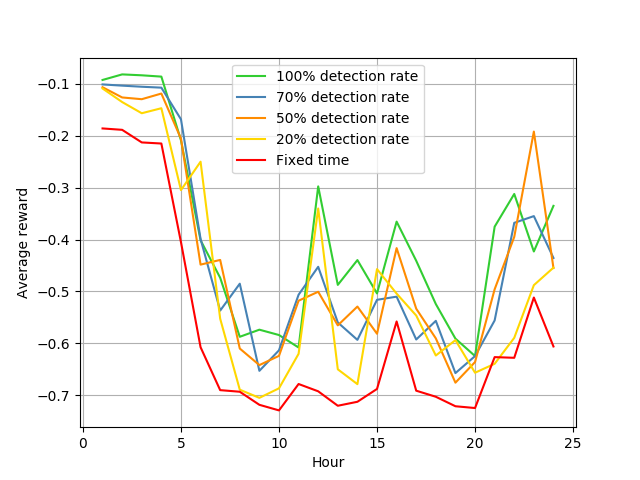 100% detection rate
70% detection rate
50% detection rate
20% detection rate
Fixed time
Average reward
−0.1
−0.2
−0.3
−0.4
−0.5
−0.6
−0.7
0 5 10 15 20 25
Hour